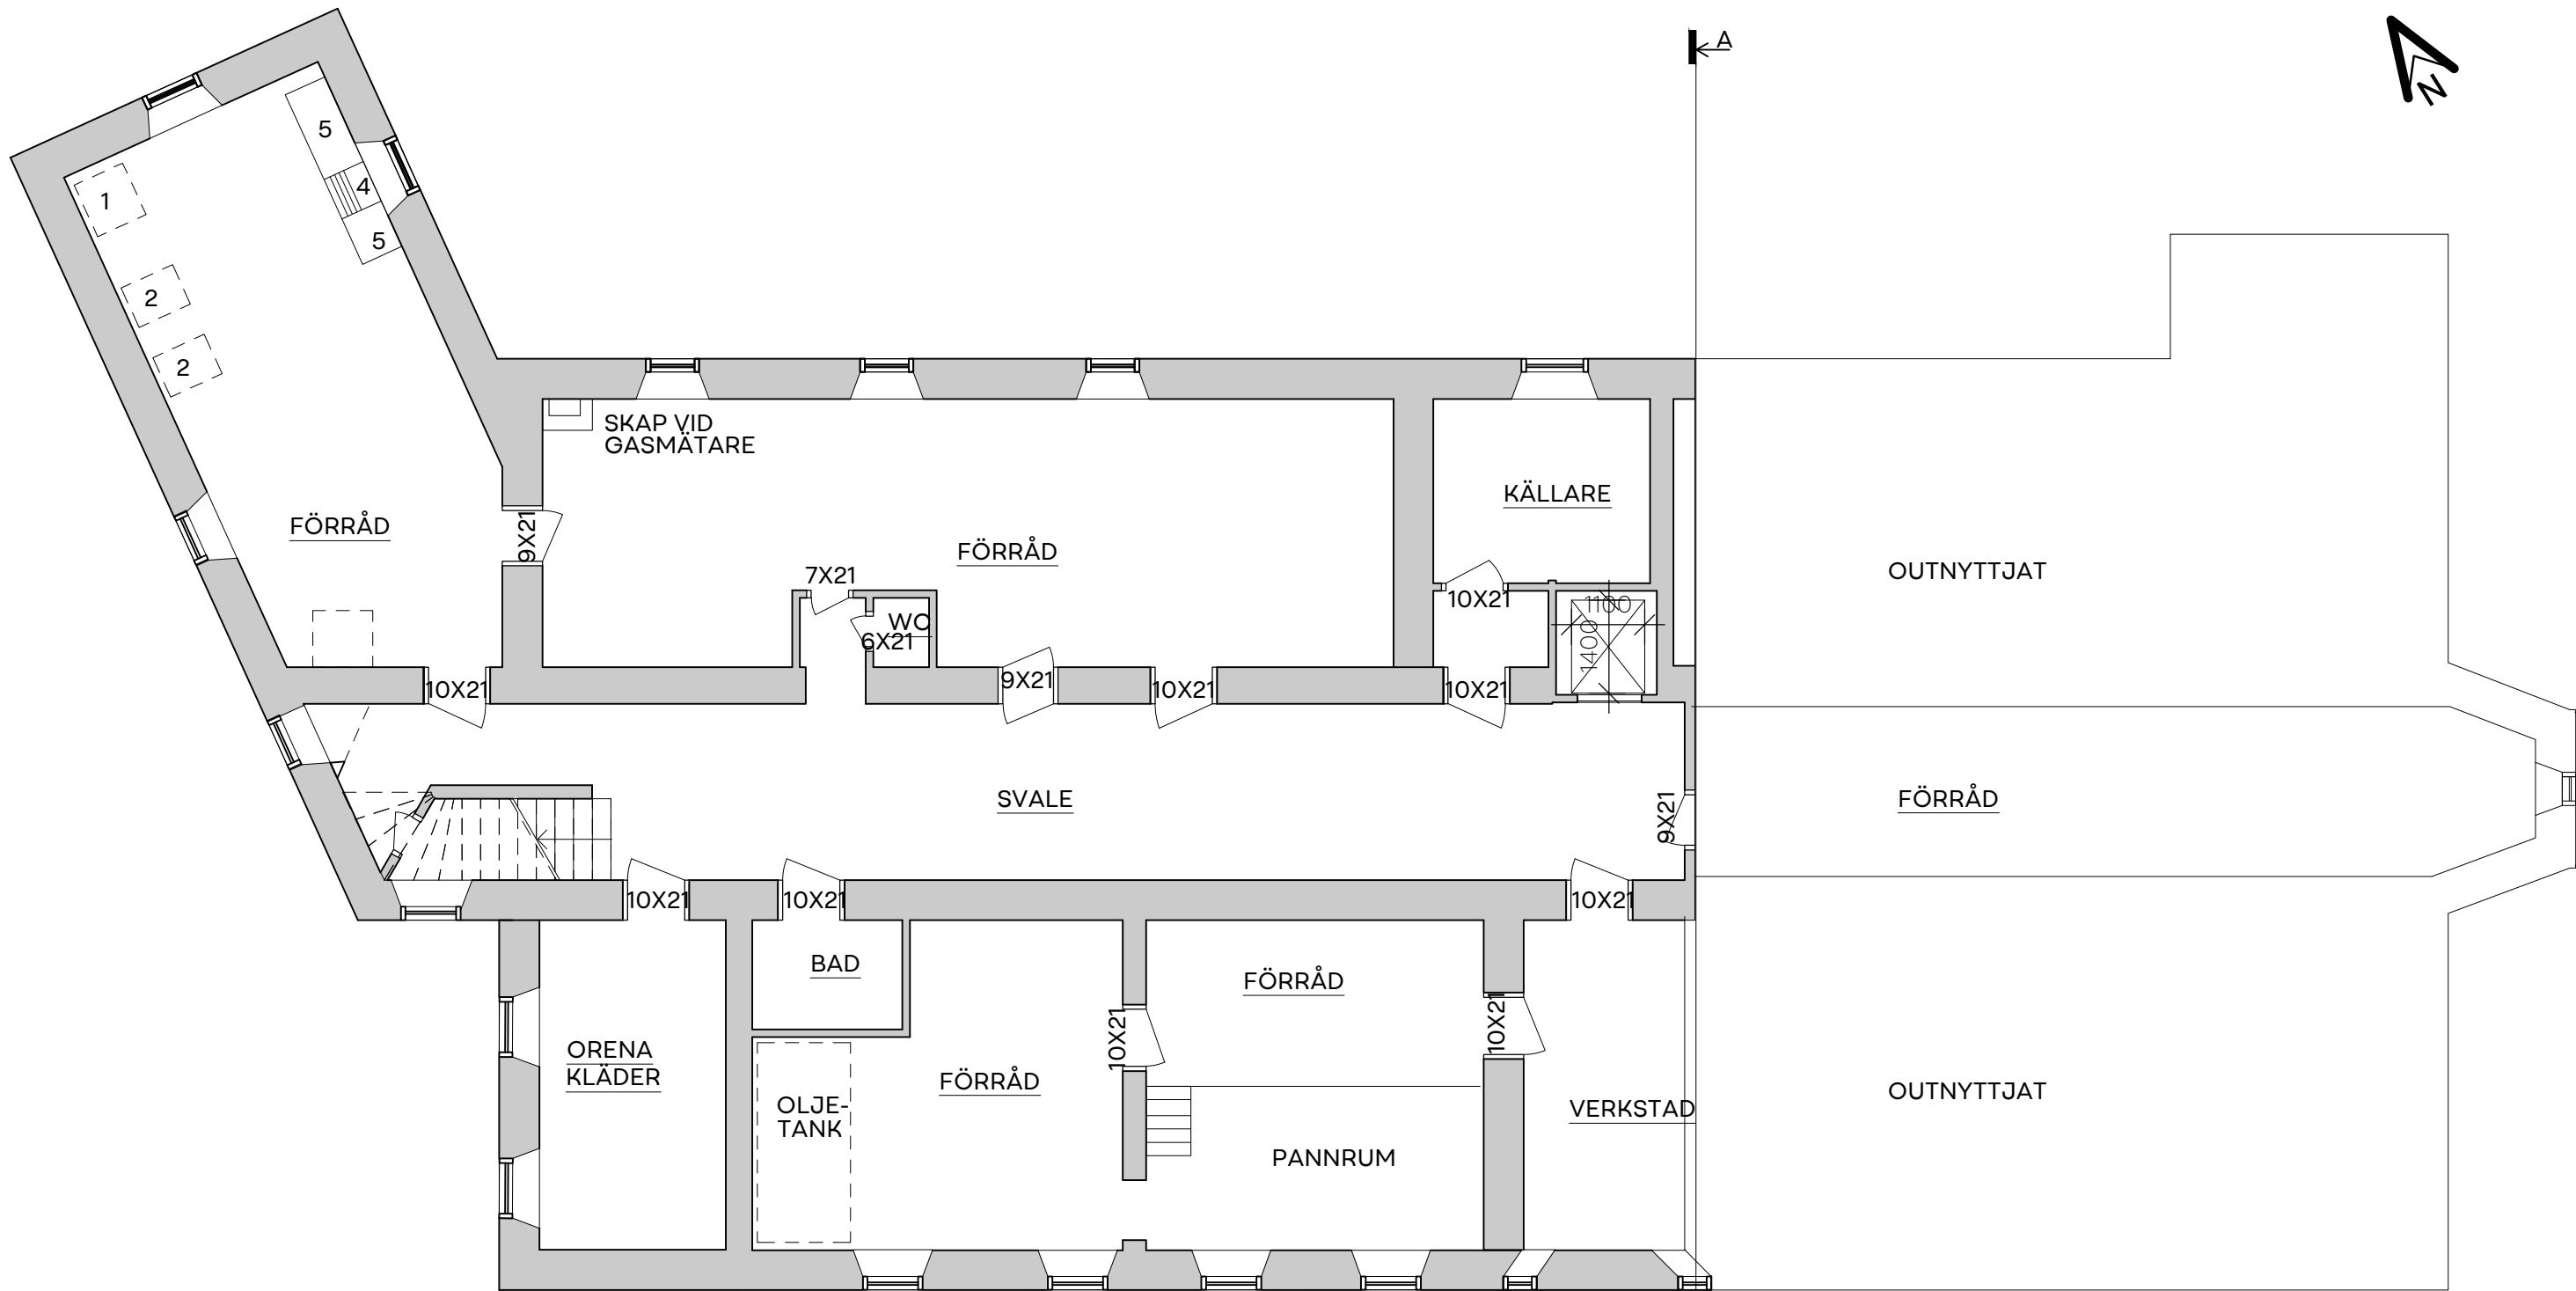 A
N
5
4
1
5
2
2
SKAP VID
GASMÄTARE
KÄLLARE
FÖRRÅD
9X21
FÖRRÅD
OUTNYTTJAT
7X21
10X21
1100
WC
6X21
1400
10X21
9X21
10X21
10X21
SVALE
9X21
FÖRRÅD
10X21
10X21
10X21
BAD
FÖRRÅD
10X21
10X21
ORENA
KLÄDER
FÖRRÅD
OLJE-
TANK
VERKSTAD
OUTNYTTJAT
PANNRUM